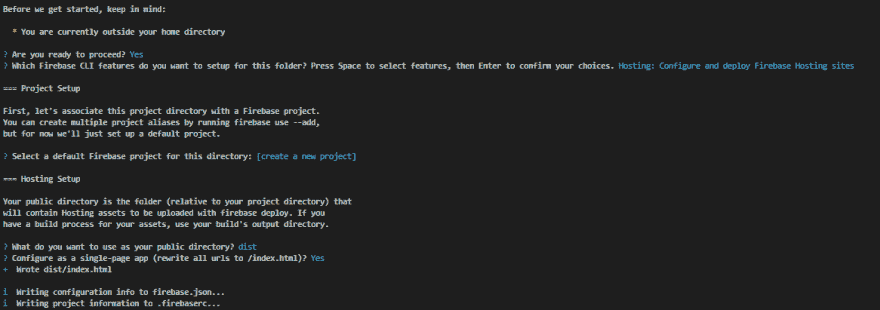 Before we get started, keep in mind:
* You are currently outside your home directory
? Are you ready to proceed? Yes
? Which Firebase CLI features do you want to setup for this folder? Press Space to select features, then Enter to confirm your choices. Hosting: Configure and deploy Firebase Hosting sites
=== Project Setup
First, let's associate this project directory with a Firebase project.
You can create multiple project aliases by running firebase use --add,
but for now we'll just set up a default project.
? Select a default Firebase project for this directory: [create a new project]
=== Hosting Setup
Your public directory is the folder (relative to your project directory) that
will contain Hosting assets to be uploaded with firebase deploy. If you
have a build process for your assets, use your build's output directory.
? What do you want to use as your public directory? dist
? Configure as a single-page app (rewrite all urls to /index.html)? Yes
+ Wrote dist/index.html
i Writing configuration info to firebase.json...
i Writing project information to .firebaserc...